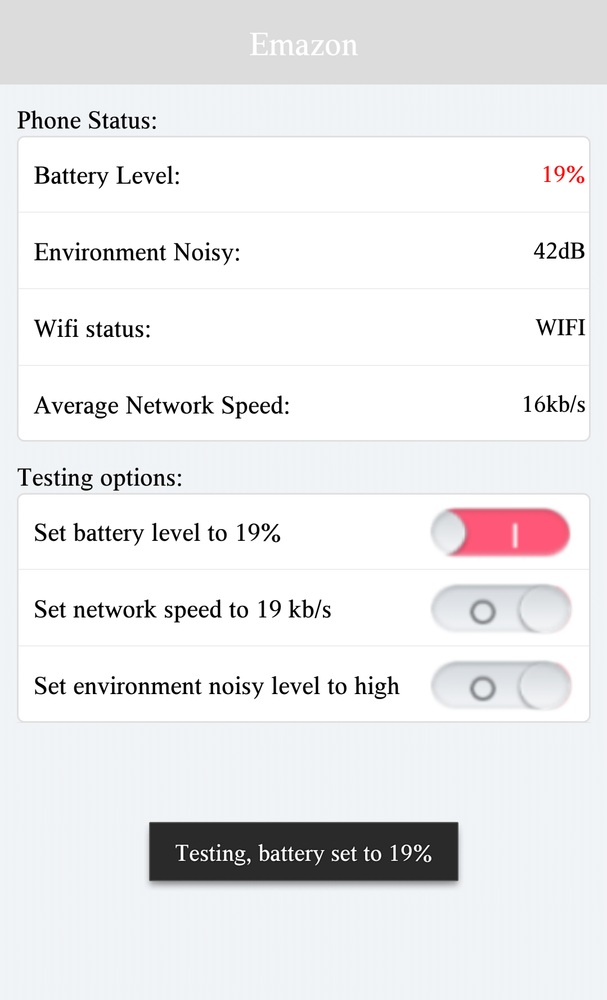 Emazon
Phone Status:
Battery Level: 19%
Environment Noisy: 42dB
Wifi status: WIFI
Average Network Speed: 16kb/s
Testing options:
Set battery level to 19%
Set network speed to 19 kb/s
Set environment noisy level to high
Testing, battery set to 19%